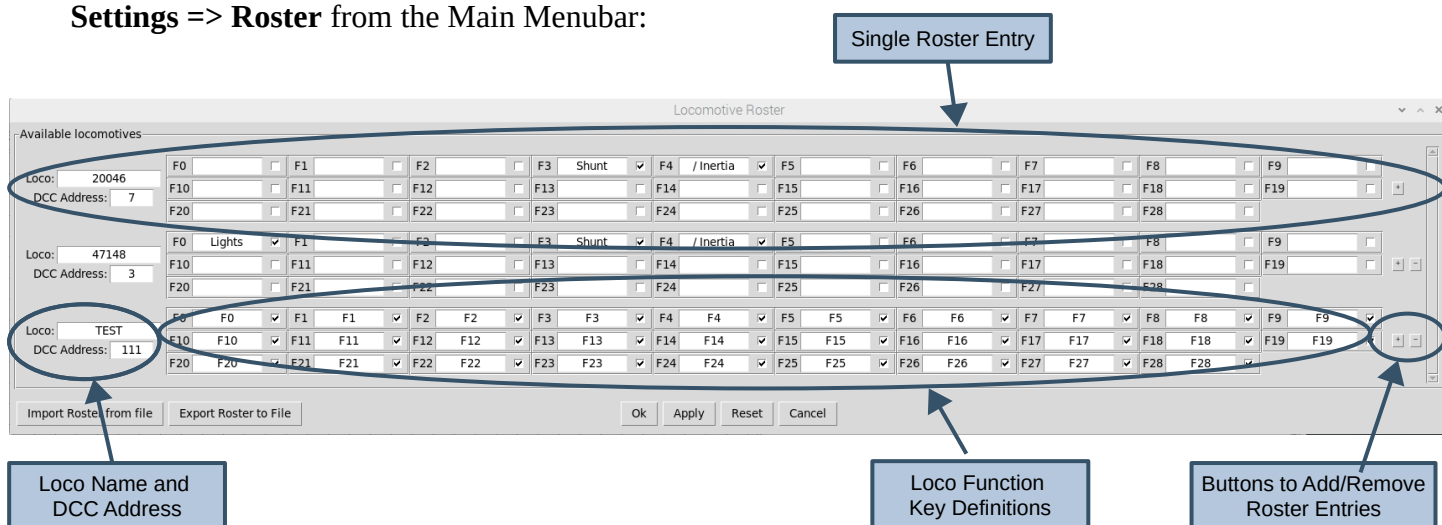 Settings => Roster from the Main Menubar:
Single Roster Entry
Locomotive Roster
Available locomotives
F0 F1 F2 F3 Shunt F4 / Inertia F5 F6 F7 F8 F9
Loco: 20046
F10 F11 F12 F13 F14 F15 F16 F17 F18 F19 +
DCC Address: 7
F20 F21 F22 F23 F24 F25 F26 F27 F28
F0 Lights F1 F2 F3 Shunt F4 / Inertia F5 F6 F7 F8 F9
Loco: 47148
F10 F11 F12 F13 F14 F15 F16 F17 F18 F19 + -
DCC Address: 3
F20 F21 F22 F23 F24 F25 F26 F27 F28
F0 F0 F1 F1 F2 F2 F3 F3 F4 F4 F5 F5 F6 F6 F7 F7 F8 F8 F9 F9
Loco: TEST
F10 F10 F11 F11 F12 F12 F13 F13 F14 F14 F15 F15 F16 F16 F17 F17 F18 F18 F19 F19 + -
DCC Address: 111
F20 F20 F21 F21 F22 F22 F23 F23 F24 F24 F25 F25 F26 F26 F27 F27 F28 F28
Import Roster from file Export Roster to File Ok Apply Reset Cancel
Loco Name and
DCC Address
Loco Function
Key Definitions
Buttons to Add/Remove
Roster Entries